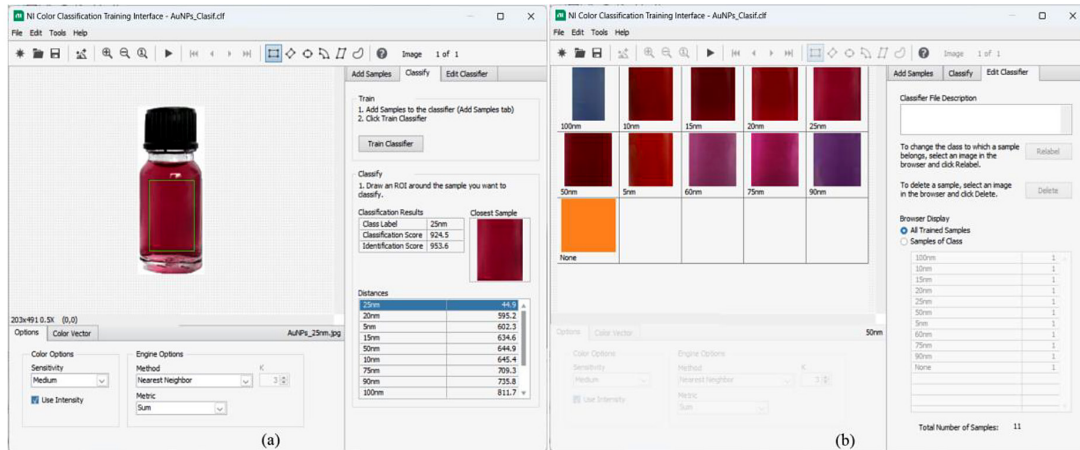 NI Color Classification Training Interface - AuNPs_Clasif.clf
File Edit Tools Help
Image 1 of 1
Add Samples Classify Edit Classifier
Train
1. Add Samples to the classifier (Add Samples tab)
2. Click Train Classifier
Train Classifier
Classify
1. Draw an ROI around the sample you want to
classify.
Classification Results
Class Label 25nm
Classification Score 924.5
Identification Score 953.6
Closest Sample
Distances
25nm 44.9
20nm 595.2
5nm 602.3
15nm 634.6
50nm 644.9
10nm 645.4
75nm 709.3
90nm 735.8
100nm 811.7
203x491 0.5X (0,0)
Options Color Vector AuNPs_25nm.jpg
Color Options
Sensitivity
Medium
Use Intensity
Engine Options
Method K
Nearest Neighbor 3
Metric
Sum
(a)
NI Color Classification Training Interface - AuNPs_Clasif.clf
File Edit Tools Help
Image 1 of 1
100nm 10nm 15nm 20nm 25nm
50nm 5nm 60nm 75nm 90nm
None
Add Samples Classify Edit Classifier
Classifier File Description
To change the class to which a sample
belongs, select an image in the
browser and click Relabel.
Relabel
To delete a sample, select an image
in the browser and click Delete.
Delete
Browser Display
All Trained Samples
Samples of Class
100nm 1
10nm 1
15nm 1
20nm 1
25nm 1
50nm 1
5nm 1
60nm 1
75nm 1
90nm 1
None 1
Total Number of Samples: 11
Options Color Vector 50nm
Color Options
Sensitivity
Medium
Use Intensity
Engine Options
Method K
Nearest Neighbor 3
Metric
Sum
(b)